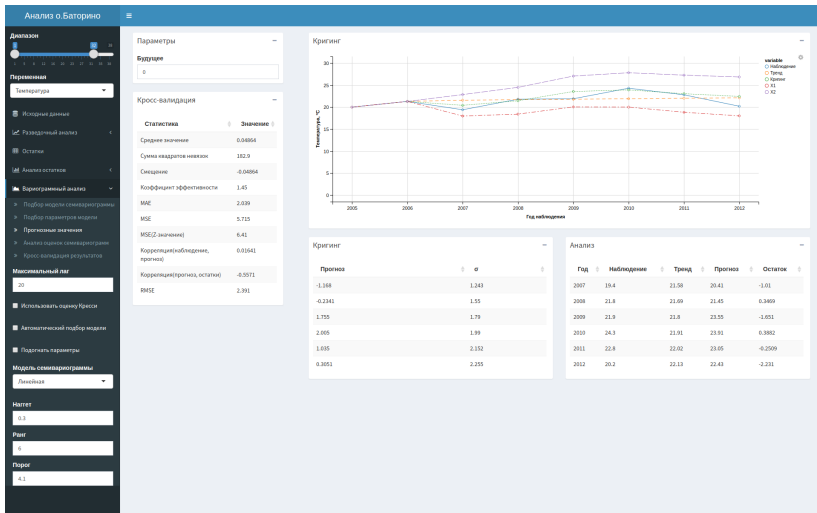 Анализ о.Баторино
Диапазон
Переменная
Температура
Исходные данные
Разведочный анализ
Остатки
Анализ остатков
Вариограммный анализ
Подбор модели семивариограммы
Подбор параметров модели
Прогнозные значения
Анализ оценок семивариограмм
Кросс-валидация результатов
Максимальный лаг
20
Использовать оценку Кресси
Автоматический подбор модели
Подогнать параметры
Модель семивариограммы
Линейная
Наггет
0.3
Ранг
6
Порог
4.1
Параметры
Будущее
0
Кросс-валидация
Статистика Значение
Среднее значение 0.04864
Сумма квадратов невязок 182.9
Смещение -0.04864
Коэффициент эффективности 1.45
MAE 2.039
MSE 5.715
MSE(Z-значение) 6.41
Корреляция(наблюдение, 0.01641
прогноз)
Корреляция(прогноз, остатки) -0.5571
RMSE 2.391
Кригинг
Температура, °C
30
25
20
15
10
5
0
2005 2006 2007 2008 2009 2010 2011 2012
Год наблюдения
variable
Наблюдение
Тренд
Кригинг
X1
X2
Кригинг
Прогноз σ
-1.168 1.243
-0.2341 1.55
1.755 1.79
2.005 1.99
1.035 2.152
0.3051 2.255
Анализ
Год Наблюдение Тренд Прогноз Остаток
2007 19.4 21.58 20.41 -1.01
2008 21.8 21.69 21.45 0.3469
2009 21.9 21.8 23.55 -1.651
2010 24.3 21.91 23.91 0.3882
2011 22.8 22.02 23.05 -0.2509
2012 20.2 22.13 22.43 -2.231